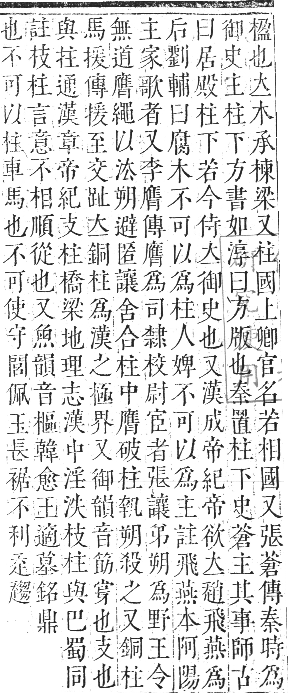 楹也大木承棟梁又柱國上卿官名若相國又張蒼傳秦時為
御史主柱下方書如淳曰方版也秦置柱下史蒼主其事師古
曰居殿柱下若今侍大御史也又漢成帝紀帝欲大趙飛燕為
后劉輔曰腐木不可以為柱人婢不可以為主註飛燕本阿陽
主家歌者又李膺傳膺為司隸校尉宦者張讓弟朔為野王令
無道膺繩以法朔避匿讓舍合柱中膺破柱執朔殺之又銅柱
馬援傳援至交趾大銅柱為漢之極界又御韻音筯𡪢也支也
與拄通漢章帝紀支柱橋梁地理志漢中淫泆枝柱與巴蜀同
註枝柱言意不相順從也又魚韻音樞韓愈王適墓銘鼎
也不可以柱車馬也不可使守閭佩玉長裾不利走趨